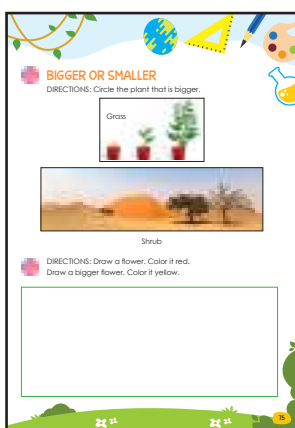 BIGGER OR SMALLER
DIRECTIONS: Circle the plant that is bigger.
Grass
Shrub
DIRECTIONS: Draw a flower. Color it red.
Draw a bigger flower. Color it yellow.
75